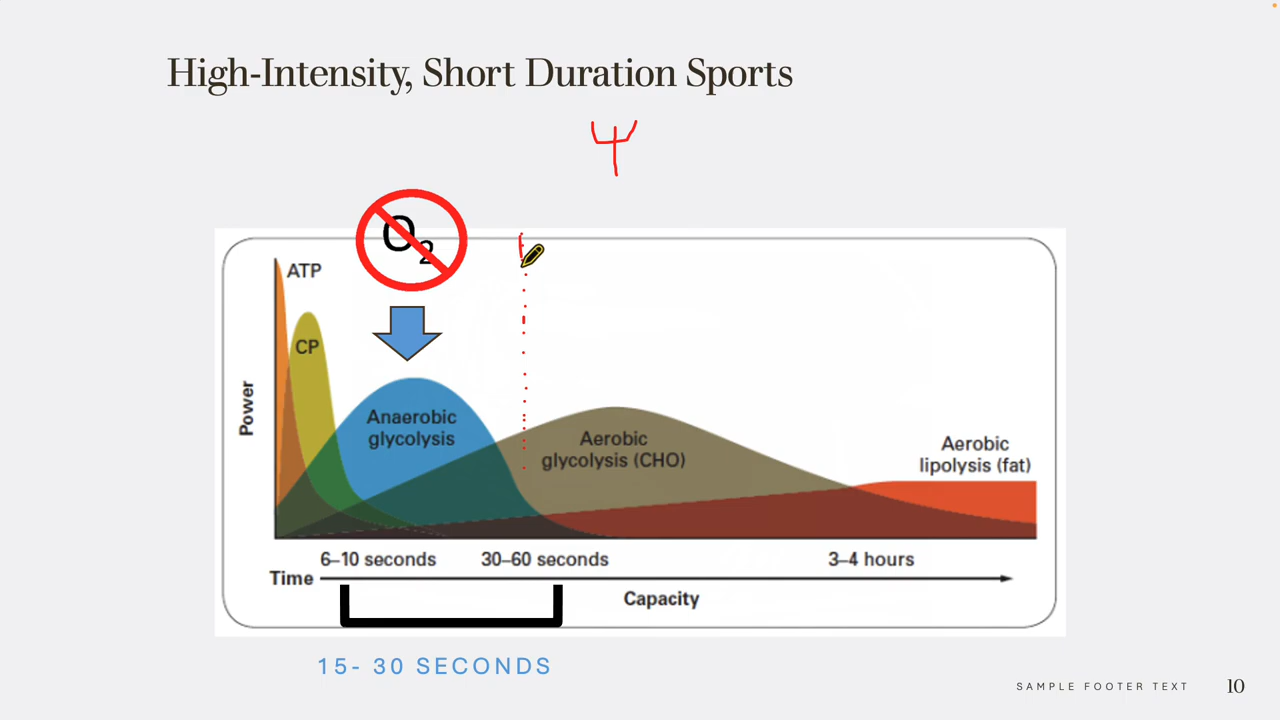 High-Intensity, Short Duration Sports
O2
ATP
CP
Power
Anaerobic
glycolysis
Aerobic
glycolysis (CHO)
Aerobic
lipolysis (fat)
6–10 seconds
30–60 seconds
3–4 hours
Time
Capacity
15- 30 SECONDS
SAMPLE FOOTER TEXT
10